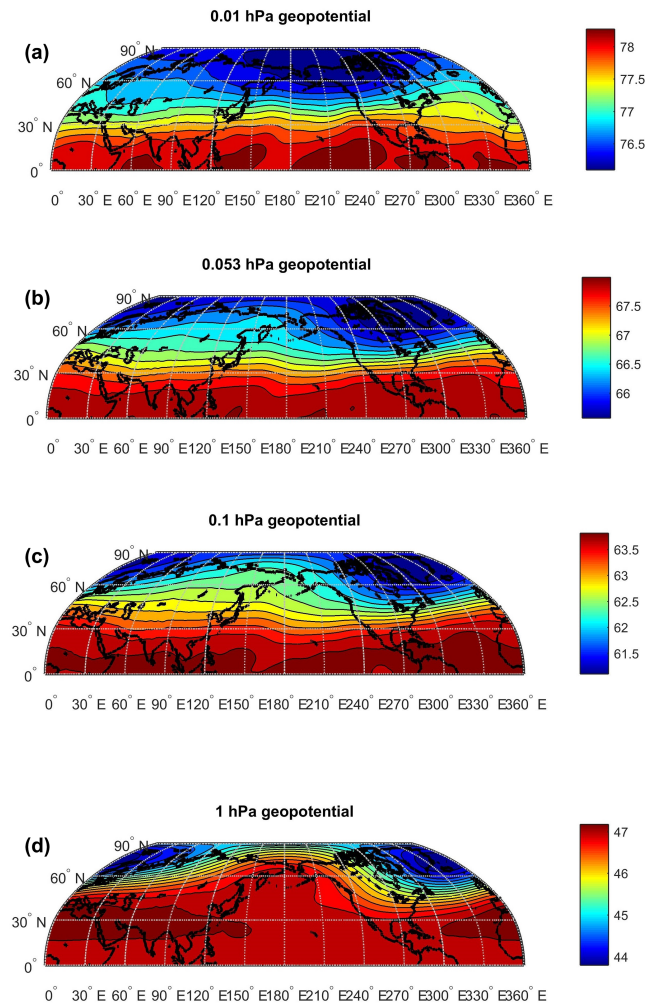 0.01 hPa geopotential
(a)
90° N
60° N
30° N
0°
0° 30° E 60° E 90° E120° E150° E180° E210° E240° E270° E300° E330° E360° E
78
77.5
77
76.5
0.053 hPa geopotential
(b)
90° N
60° N
30° N
0°
0° 30° E 60° E 90° E120° E150° E180° E210° E240° E270° E300° E330° E360° E
67.5
67
66.5
66
0.1 hPa geopotential
(c)
90° N
60° N
30° N
0°
0° 30° E 60° E 90° E120° E150° E180° E210° E240° E270° E300° E330° E360° E
63.5
63
62.5
62
61.5
1 hPa geopotential
(d)
90° N
60° N
30° N
0°
0° 30° E 60° E 90° E120° E150° E180° E210° E240° E270° E300° E330° E360° E
47
46
45
44